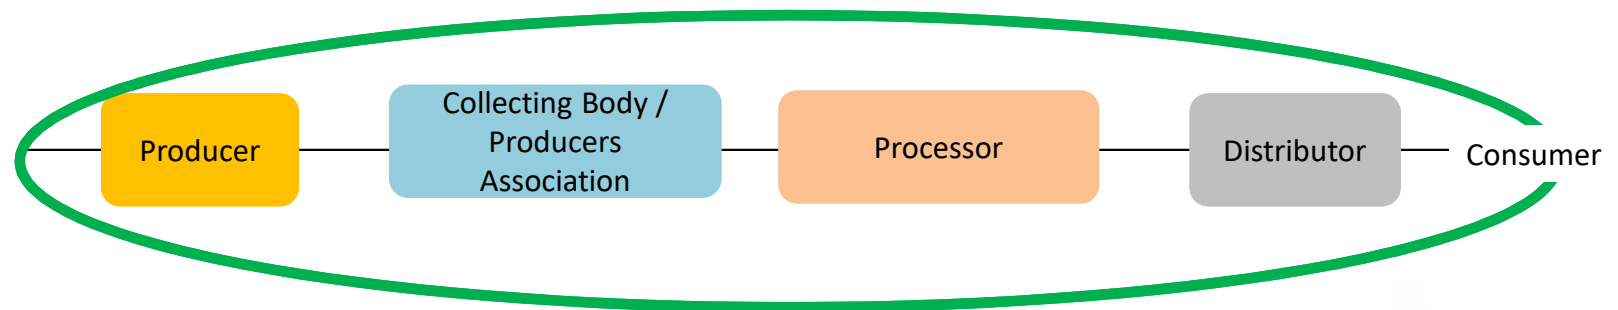 Producer
Collecting Body /
Producers
Association
Processor
Distributor
Consumer